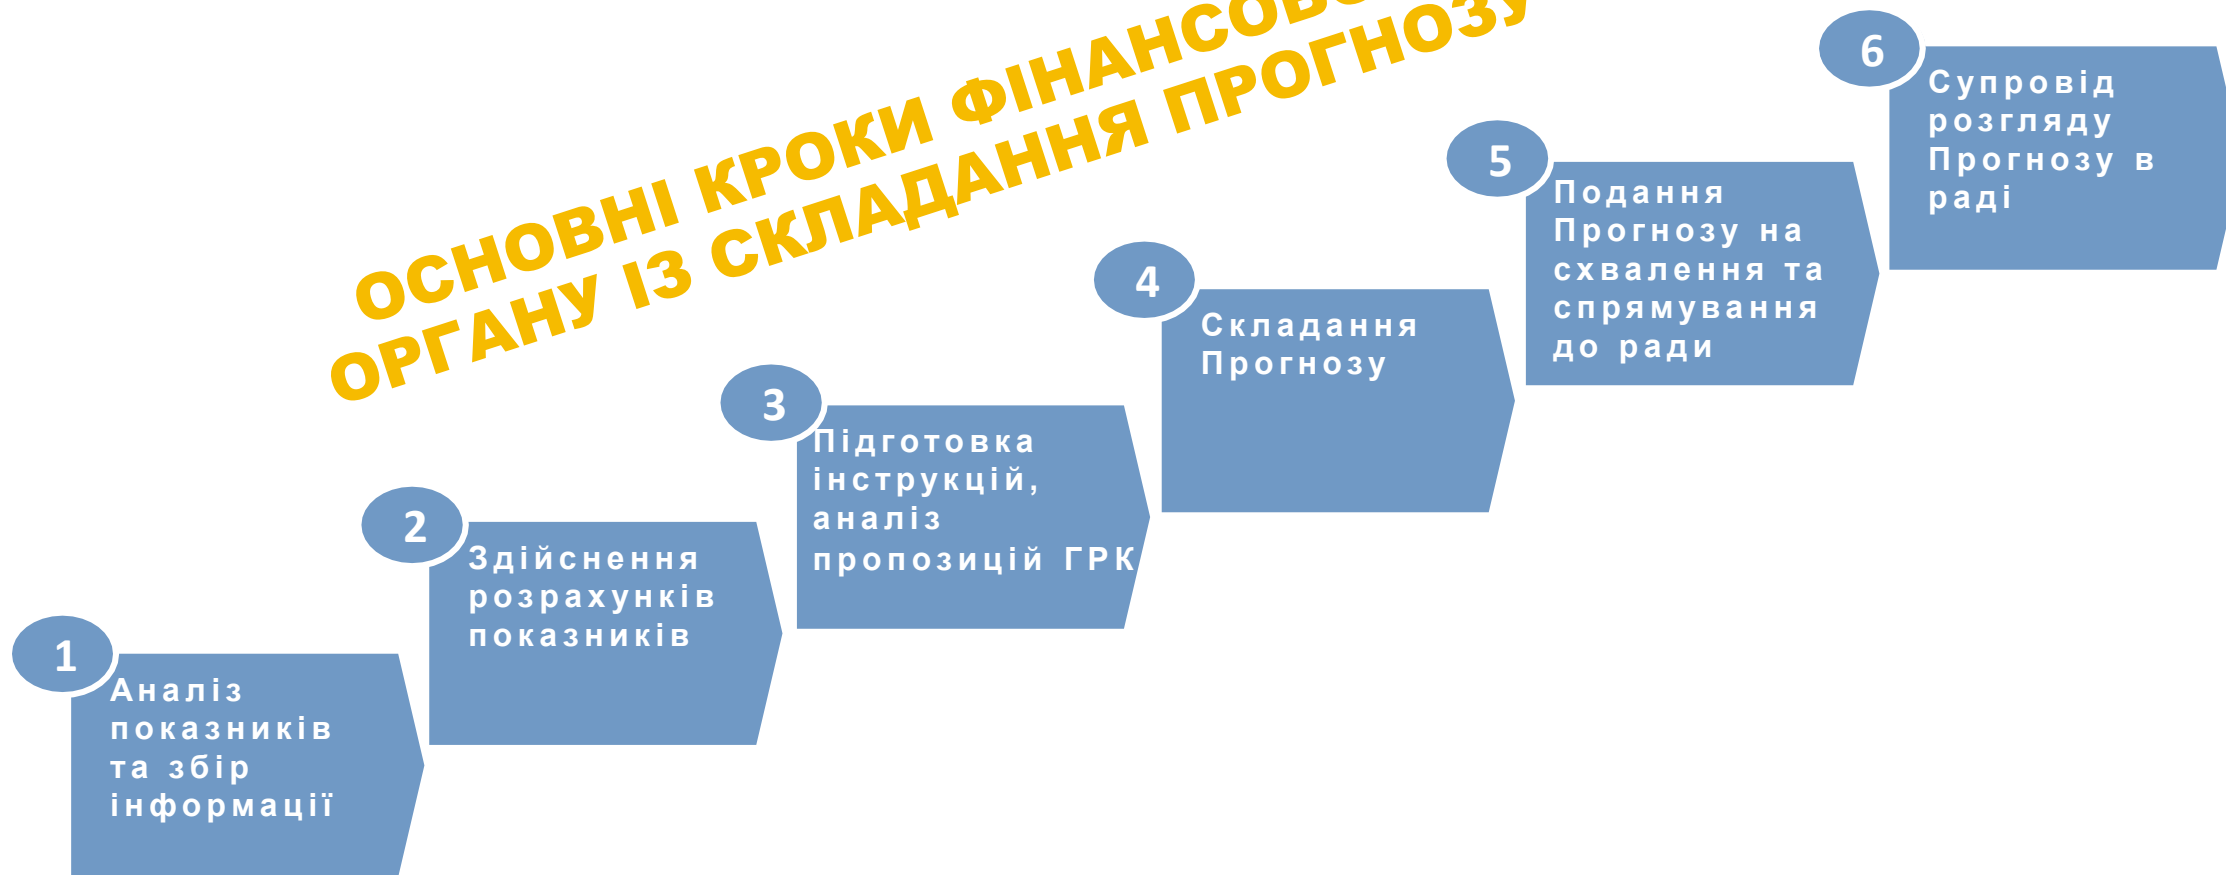 ОСНОВНІ КРОКИ
ОРГАНУ ІЗ СКЛАДАННЯ ПРОГНОЗУ
1
Аналіз
показників
та збір
інформації
2
Здійснення
розрахунків
показників
3
Підготовка
інструкцій,
аналіз
пропозицій ГРК
4
Складання
Прогнозу
5
Подання
Прогнозу на
схвалення та
спрямування
до ради
6
Супровід
розгляду
Прогнозу в
раді